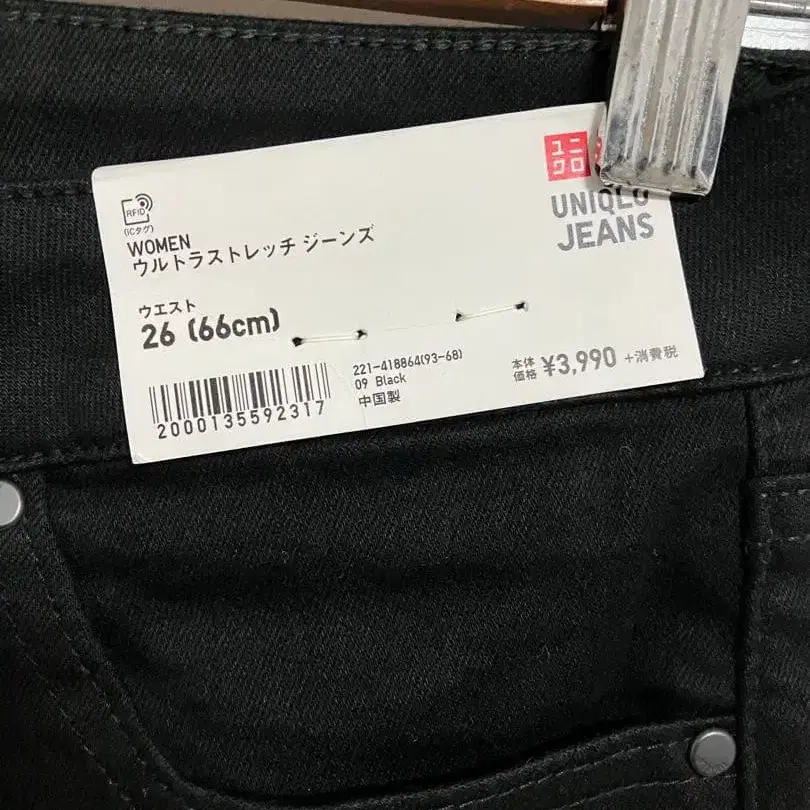 RFID
(ICタグ)
WOMEN
ウルトラストレッチ ジーンズ
ウエスト
26 (66cm)
2000135592317
221-418864(93-68)
09 Black
中国製
ユニ
クロ
UNIQLO
JEANS
本体
価格 ¥3,990 +消費税